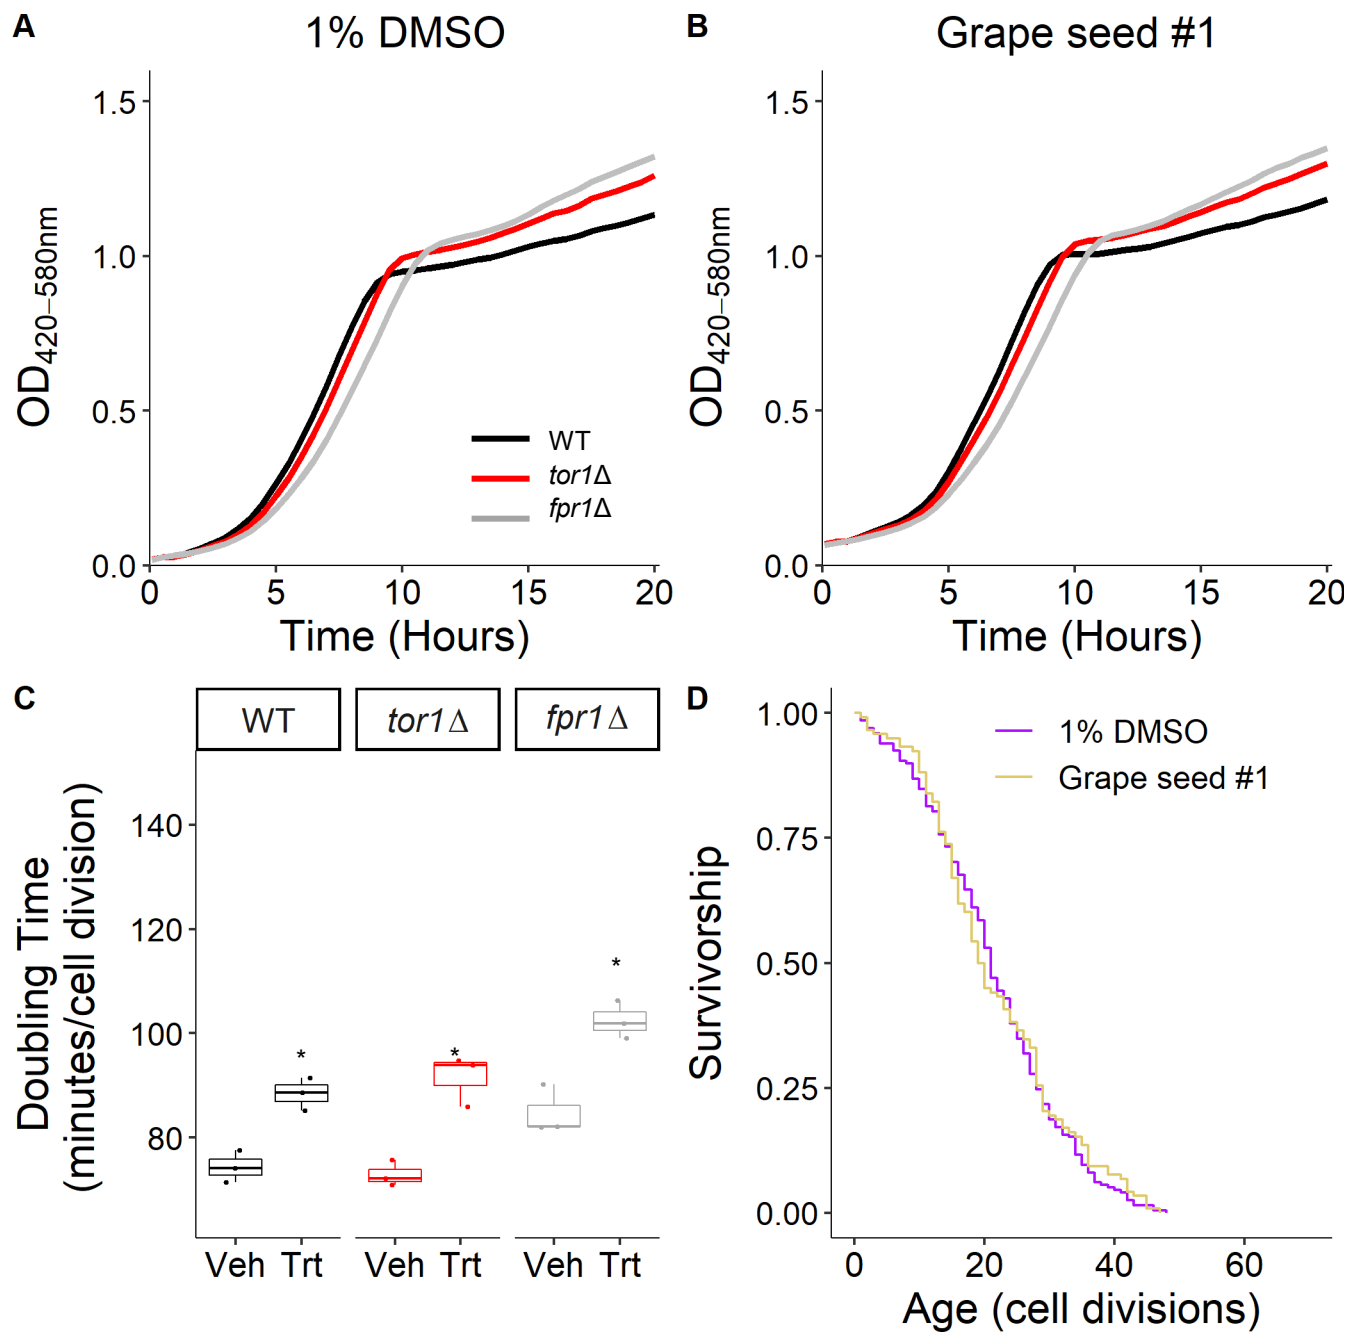 A
1% DMSO
1.5
1.0
0.5
0.0
OD420−580nm
WT
tor1Δ
fpr1Δ
0 5 10 15 20
Time (Hours)
B
Grape seed #1
1.5
1.0
0.5
0.0
OD420−580nm
0 5 10 15 20
Time (Hours)
C
WT tor1Δ fpr1Δ
Doubling Time
(minutes/cell division)
140
120
100
80
*
*
*
Veh Trt Veh Trt Veh Trt
D
1% DMSO
Grape seed #1
Survivorship
1.00
0.75
0.50
0.25
0.00
0 20 40 60
Age (cell divisions)